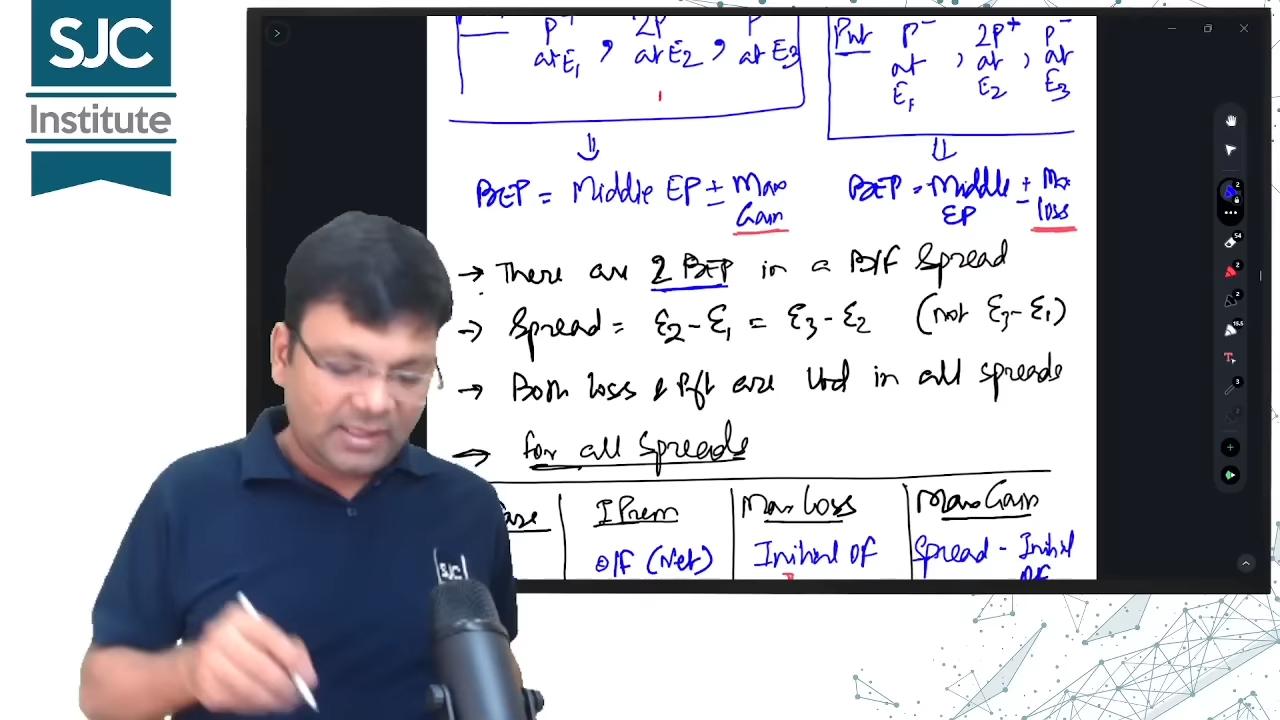 SJC
Institute
P+ 2P P
at E1 , at E2 , at E3
Put P- 2P+ P-
at , at , at
E1 E2 E3
BEP = Middle EP ± Max
Gain
BEP = Middle ± Max
EP loss
→ There are 2 BEP in a B/F Spread
→ Spread = E2 - E1 = E3 - E2 (not E3 - E1)
→ Both loss & Pft are Ltd in all spreads
→ for all Spreads
I Prem Max Loss Max Gain
O/F (Net) Initial OF Spread - Initial
OF
SJC